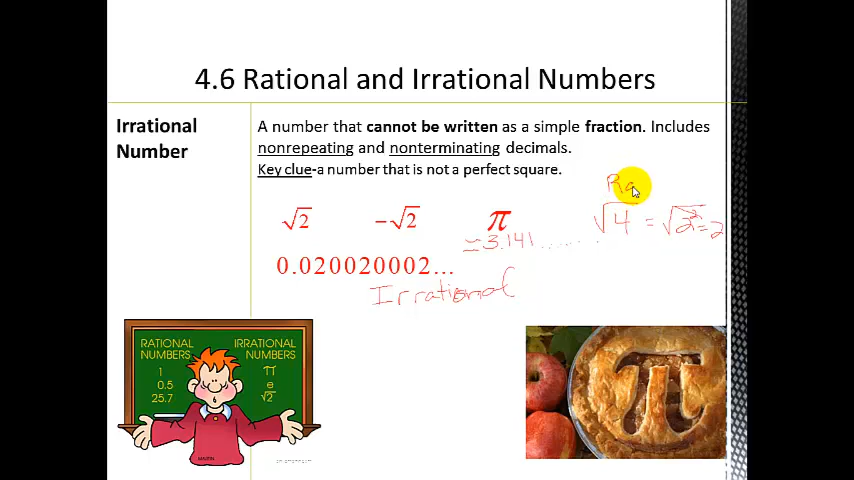 4.6 Rational and Irrational Numbers
Irrational
Number
A number that cannot be written as a simple fraction. Includes
nonrepeating and nonterminating decimals.
Key clue-a number that is not a perfect square.
Ra
√2 −√2 π √4 = √2² = 2
≈3.141........
0.020020002...
Irrational
RATIONAL NUMBERS
1
0.5
25.7
IRRATIONAL NUMBERS
π
e
√2
MARTIN